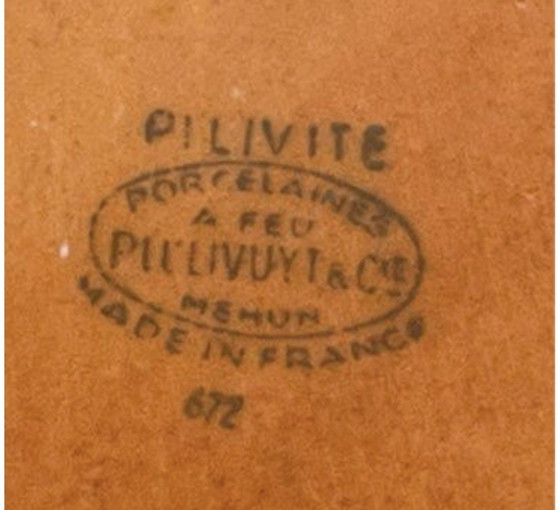 PILIVITE
PORCELAINES
A FEU
PILLIVUYT & CIE
MEHUN
MADE IN FRANCE
672